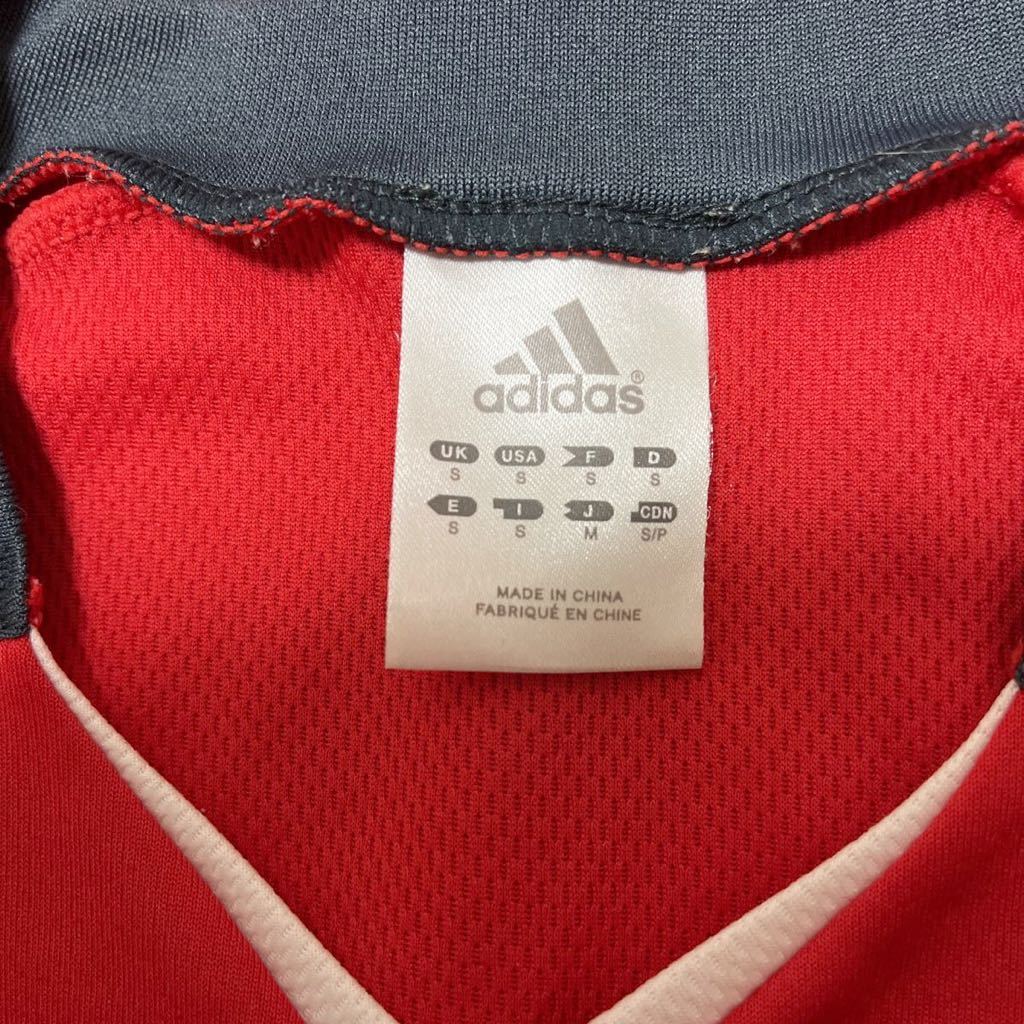 adidas®
UK USA F D
S S S S
E I J CDN
S S M S/P
MADE IN CHINA
FABRIQUÉ EN CHINE